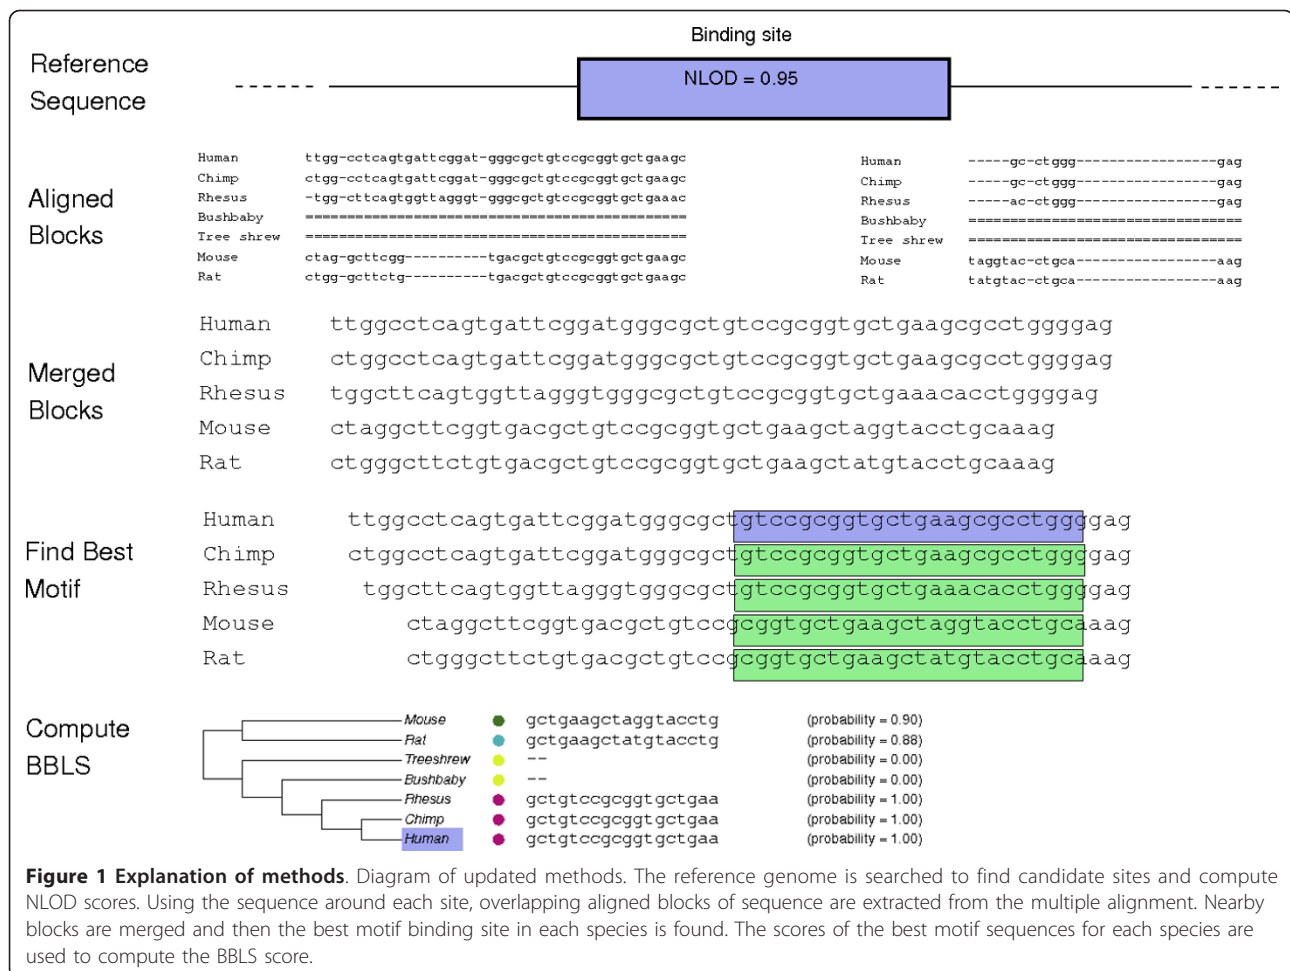 Binding site
Reference
Sequence
NLOD = 0.95
Aligned
Blocks
Human ttgg-cctcagtgattcggat-gggcgctgtccgcggtgctgaagc
Chimp ctgg-cctcagtgattcggat-gggcgctgtccgcggtgctgaagc
Rhesus -tgg-cttcagtggttagggt-gggcgctgtccgcggtgctgaaac
Bushbaby ==============================================
Tree shrew ==============================================
Mouse ctag-gcttcgg----------tgacgctgtccgcggtgctgaagc
Rat ctgg-gcttctg----------tgacgctgtccgcggtgctgaagc
Human -----gc-ctggg-----------------gag
Chimp -----gc-ctggg-----------------gag
Rhesus -----ac-ctggg-----------------gag
Bushbaby =================================
Tree shrew =================================
Mouse taggtac-ctgca-----------------aag
Rat tatgtac-ctgca-----------------aag
Merged
Blocks
Human ttggcctcagtgattcggatgggcgctgtccgcggtgctgaagcgcctggggag
Chimp ctggcctcagtgattcggatgggcgctgtccgcggtgctgaagcgcctggggag
Rhesus tggcttcagtggttagggtgggcgctgtccgcggtgctgaaacacctggggag
Mouse ctaggcttcggtgacgctgtccgcggtgctgaagctaggtacctgcaaag
Rat ctgggcttctgtgacgctgtccgcggtgctgaagctatgtacctgcaaag
Find Best
Motif
Human ttggcctcagtgattcggatgggcgctgtccgcggtgctgaagcgcctggggag
Chimp ctggcctcagtgattcggatgggcgctgtccgcggtgctgaagcgcctggggag
Rhesus tggcttcagtggttagggtgggcgctgtccgcggtgctgaaacacctggggag
Mouse ctaggcttcggtgacgctgtccgcggtgctgaagctaggtacctgcaaag
Rat ctgggcttctgtgacgctgtccgcggtgctgaagctatgtacctgcaaag
Compute
BBLS
Mouse gctgaagctaggtacctg (probability = 0.90)
Rat gctgaagctatgtacctg (probability = 0.88)
Treeshrew -- (probability = 0.00)
Bushbaby -- (probability = 0.00)
Rhesus gctgtccgcggtgctgaa (probability = 1.00)
Chimp gctgtccgcggtgctgaa (probability = 1.00)
Human gctgtccgcggtgctgaa (probability = 1.00)
Figure 1 Explanation of methods. Diagram of updated methods. The reference genome is searched to find candidate sites and compute
NLOD scores. Using the sequence around each site, overlapping aligned blocks of sequence are extracted from the multiple alignment. Nearby
blocks are merged and then the best motif binding site in each species is found. The scores of the best motif sequences for each species are
used to compute the BBLS score.